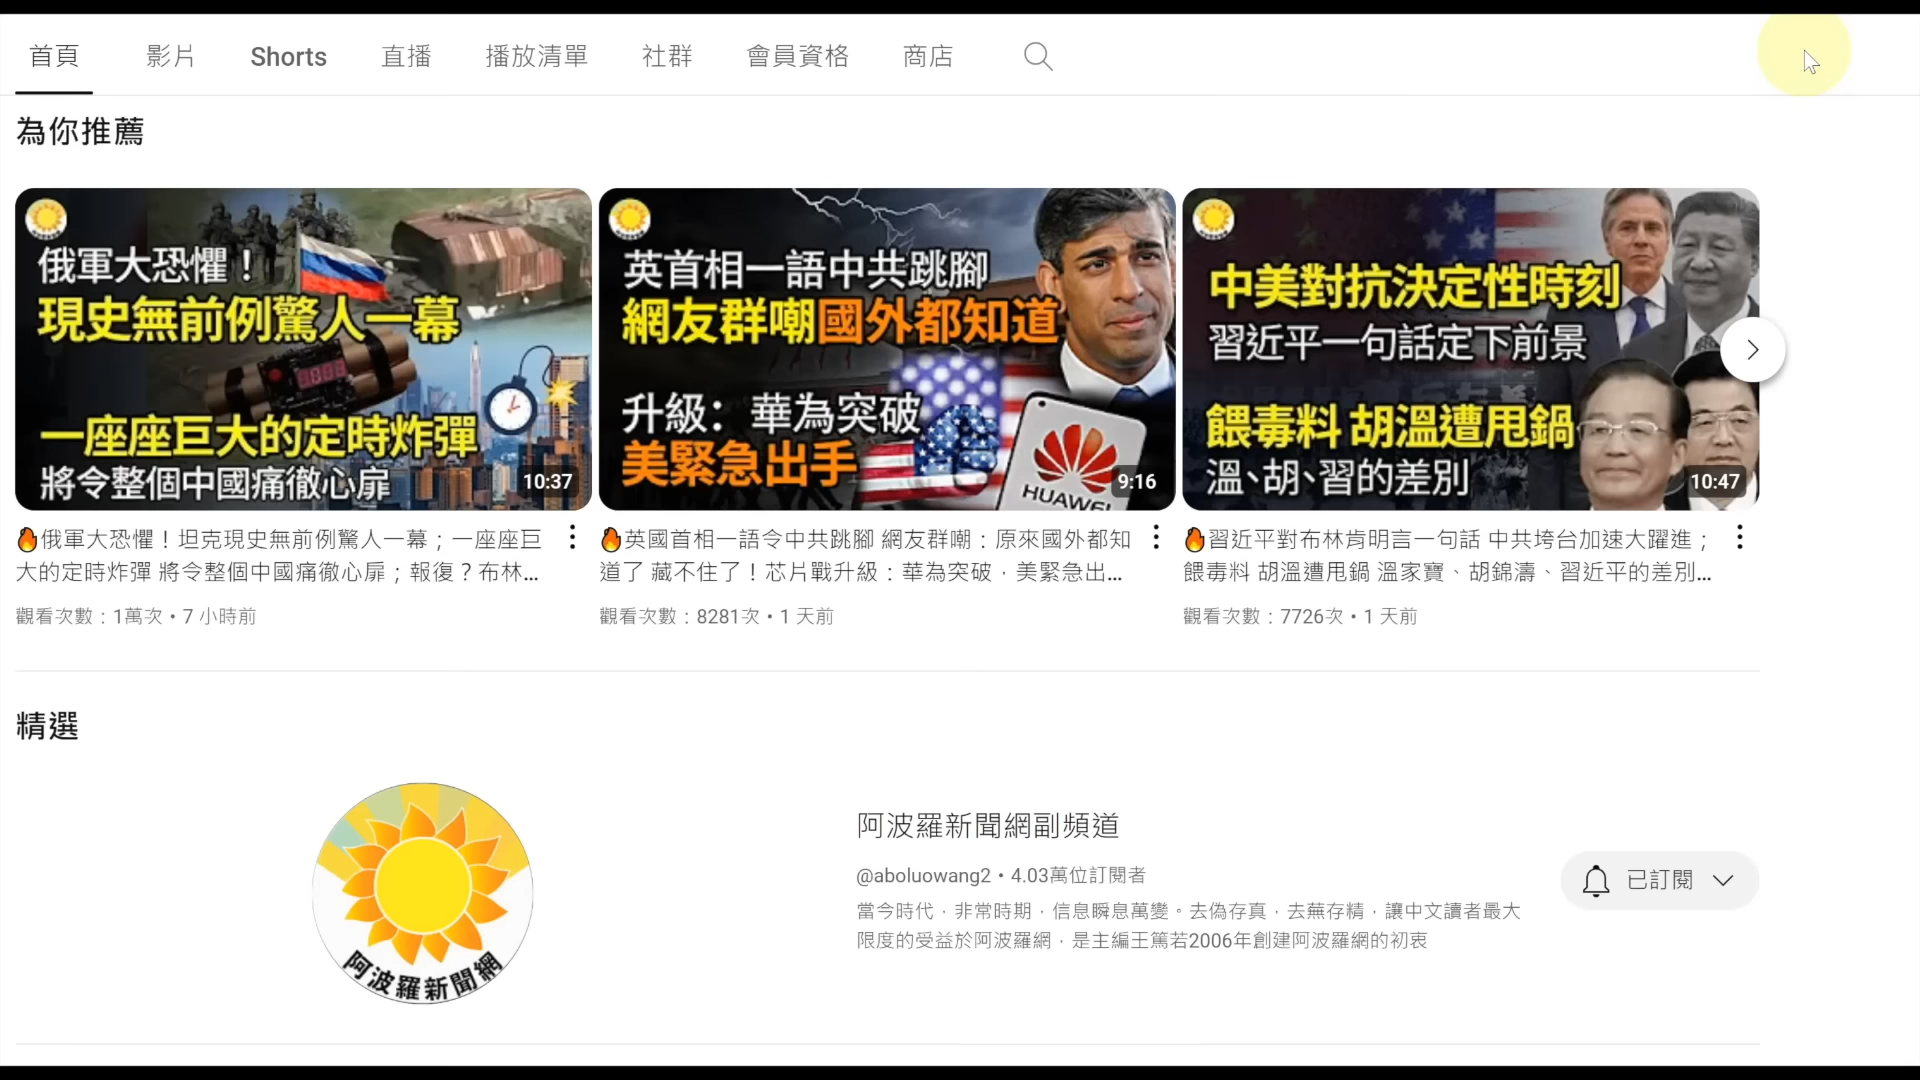 首頁 影片 Shorts 直播 播放清單 社群 會員資格 商店
為你推薦
俄軍大恐懼！
現史無前例驚人一幕
一座座巨大的定時炸彈
將令整個中國痛徹心扉
10:37
英首相一語中共跳腳
網友群嘲國外都知道
升級：華為突破
美緊急出手
HUAWEI
9:16
中美對抗決定性時刻
習近平一句話定下前景
餵毒料 胡溫遭甩鍋
溫、胡、習的差別
10:47
🔥俄軍大恐懼！坦克現史無前例驚人一幕；一座座巨
大的定時炸彈 將令整個中國痛徹心扉；報復？布林...
觀看次數：1萬次 • 7 小時前
🔥英國首相一語令中共跳腳 網友群嘲：原來國外都知
道了 藏不住了！芯片戰升級：華為突破，美緊急出...
觀看次數：8281次 • 1 天前
🔥習近平對布林肯明言一句話 中共垮台加速大躍進；
餵毒料 胡溫遭甩鍋 溫家寶、胡錦濤、習近平的差別...
觀看次數：7726次 • 1 天前
精選
阿波羅新聞網
阿波羅新聞網副頻道
@aboluowang2 • 4.03萬位訂閱者
當今時代，非常時期，信息瞬息萬變。去偽存真，去蕪存精，讓中文讀者最大
限度的受益於阿波羅網，是主編王篤若2006年創建阿波羅網的初衷
已訂閱